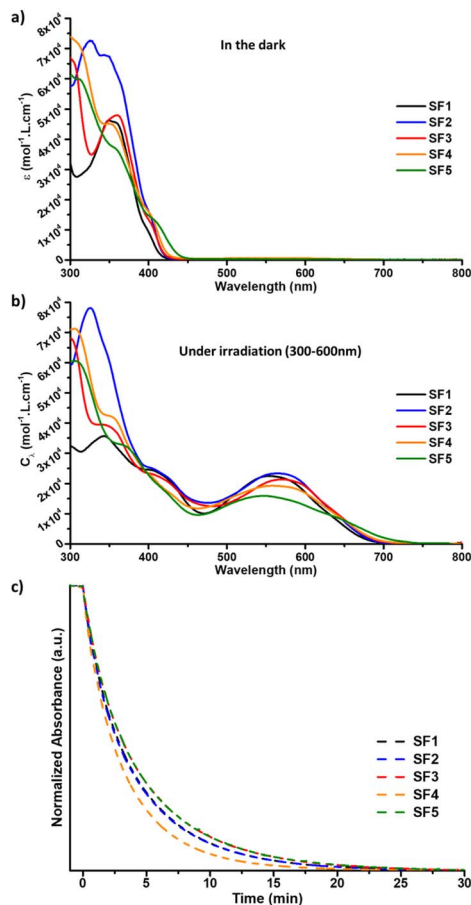 a)
In the dark
8x10⁴
7x10⁴
6x10⁴
5x10⁴
4x10⁴
3x10⁴
2x10⁴
1x10⁴
0
ε (mol⁻¹.L.cm⁻¹)
SF1
SF2
SF3
SF4
SF5
300 400 500 600 700 800
Wavelength (nm)
b)
Under irradiation (300-600nm)
8x10⁴
7x10⁴
6x10⁴
5x10⁴
4x10⁴
3x10⁴
2x10⁴
1x10⁴
0
Cλ (mol⁻¹.L.cm⁻¹)
SF1
SF2
SF3
SF4
SF5
300 400 500 600 700 800
Wavelength (nm)
c)
Normalized Absorbance (a.u.)
SF1
SF2
SF3
SF4
SF5
0 5 10 15 20 25 30
Time (min)